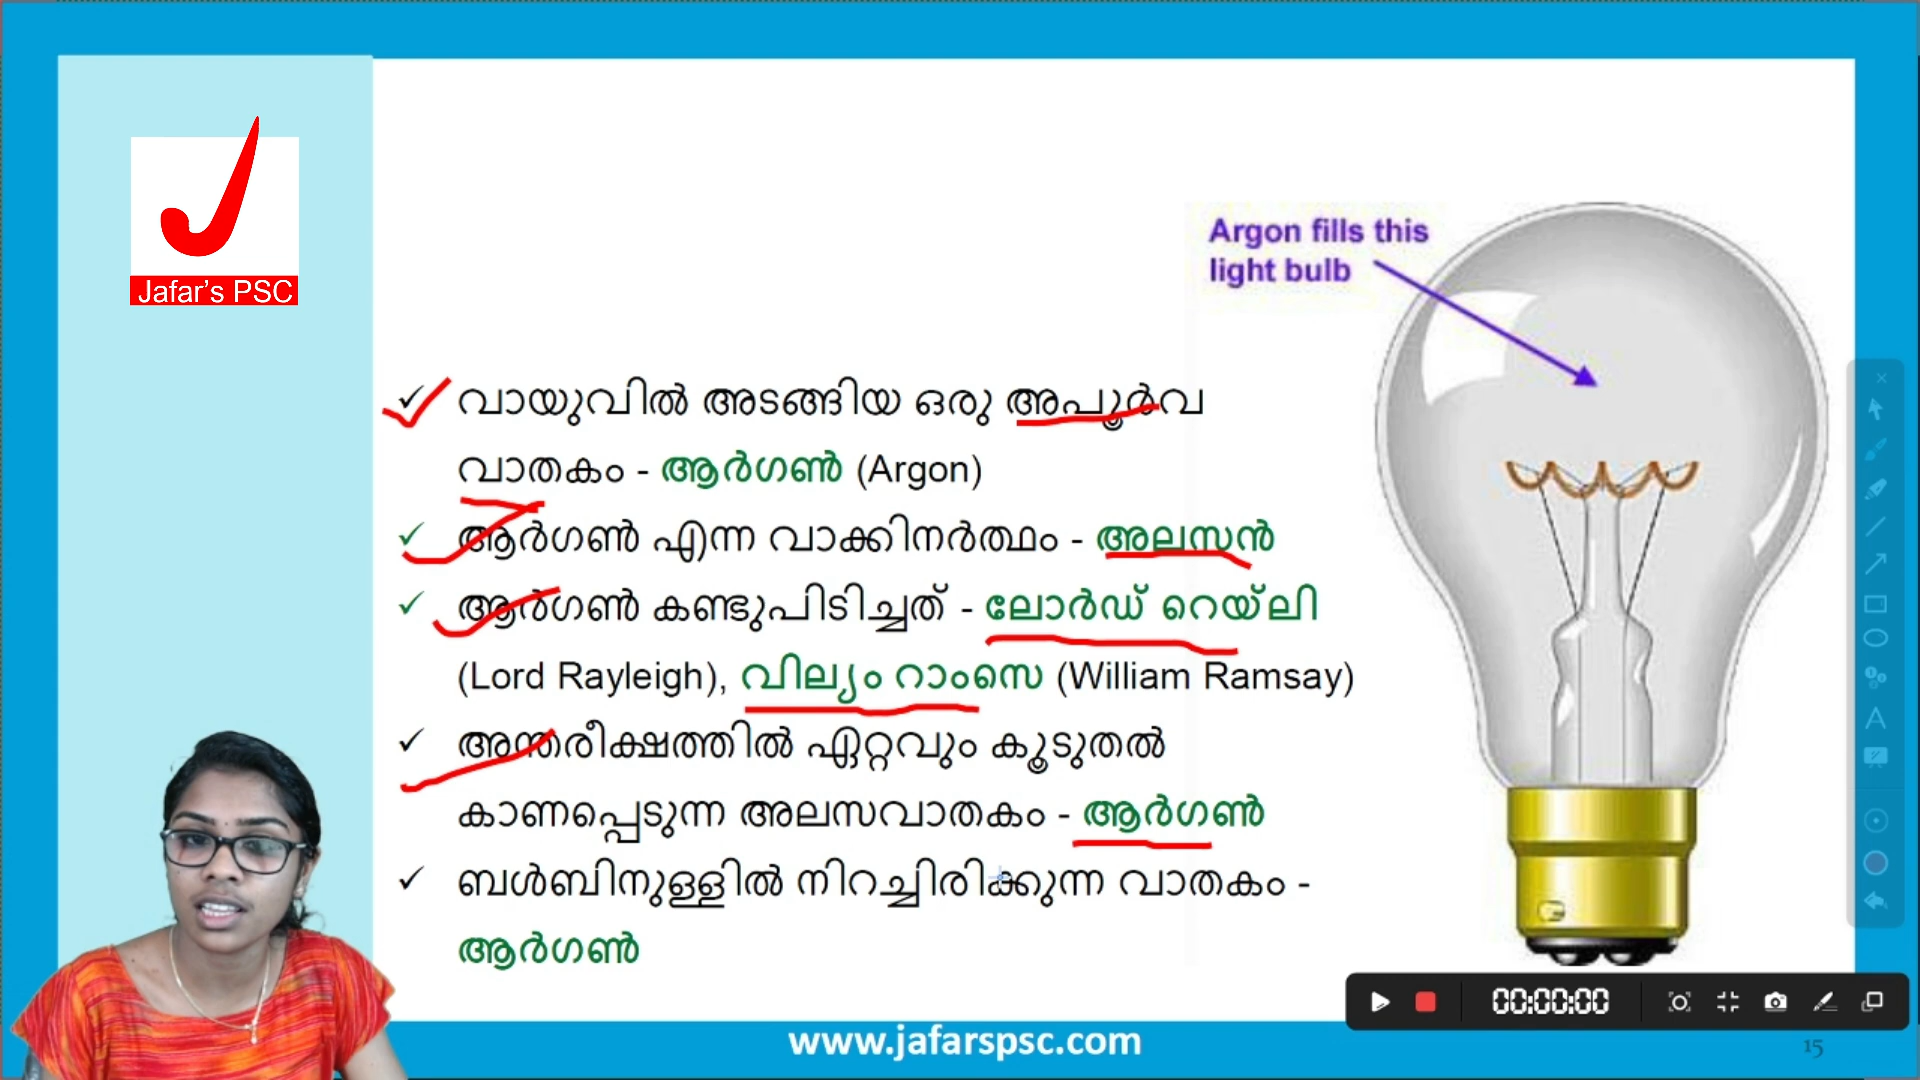 Jafar's PSC
Argon fills this
light bulb
വായുവിൽ അടങ്ങിയ ഒരു അപൂർവ
വാതകം - ആർഗൺ (Argon)
ആർഗൺ എന്ന വാക്കിനർത്ഥം - അലസൻ
ആർഗൺ കണ്ടുപിടിച്ചത് - ലോർഡ് റെയ്‌ലി
(Lord Rayleigh), വില്യം റാംസെ (William Ramsay)
അന്തരീക്ഷത്തിൽ ഏറ്റവും കൂടുതൽ
കാണപ്പെടുന്ന അലസവാതകം - ആർഗൺ
ബൾബിനുള്ളിൽ നിറച്ചിരിക്കുന്ന വാതകം -
ആർഗൺ
00:00:00
www.jafarspsc.com
15